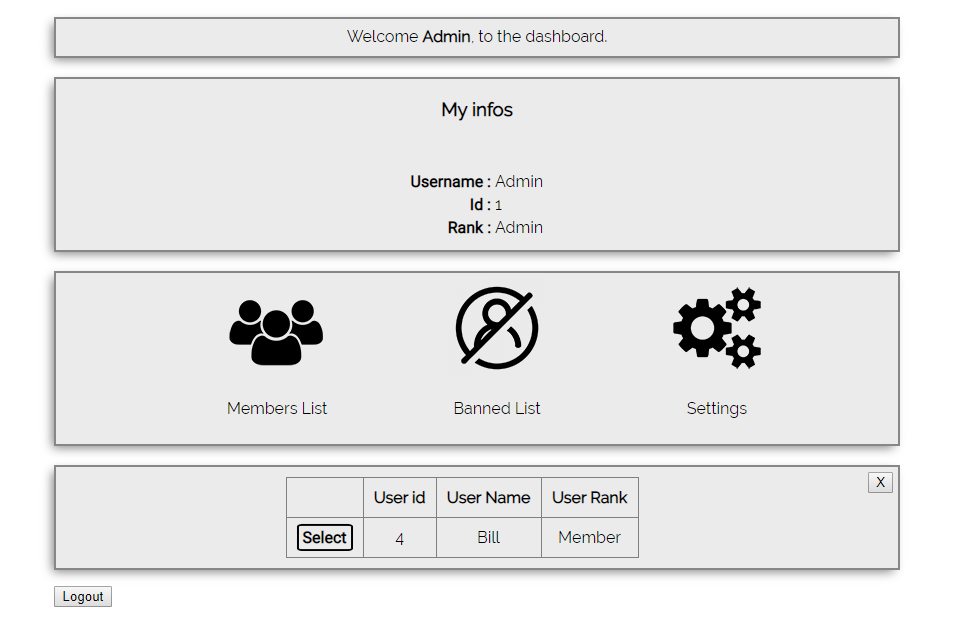 Welcome Admin, to the dashboard.
My infos
Username : Admin
Id : 1
Rank : Admin
Members List Banned List Settings
X
User id User Name User Rank
Select 4 Bill Member
Logout